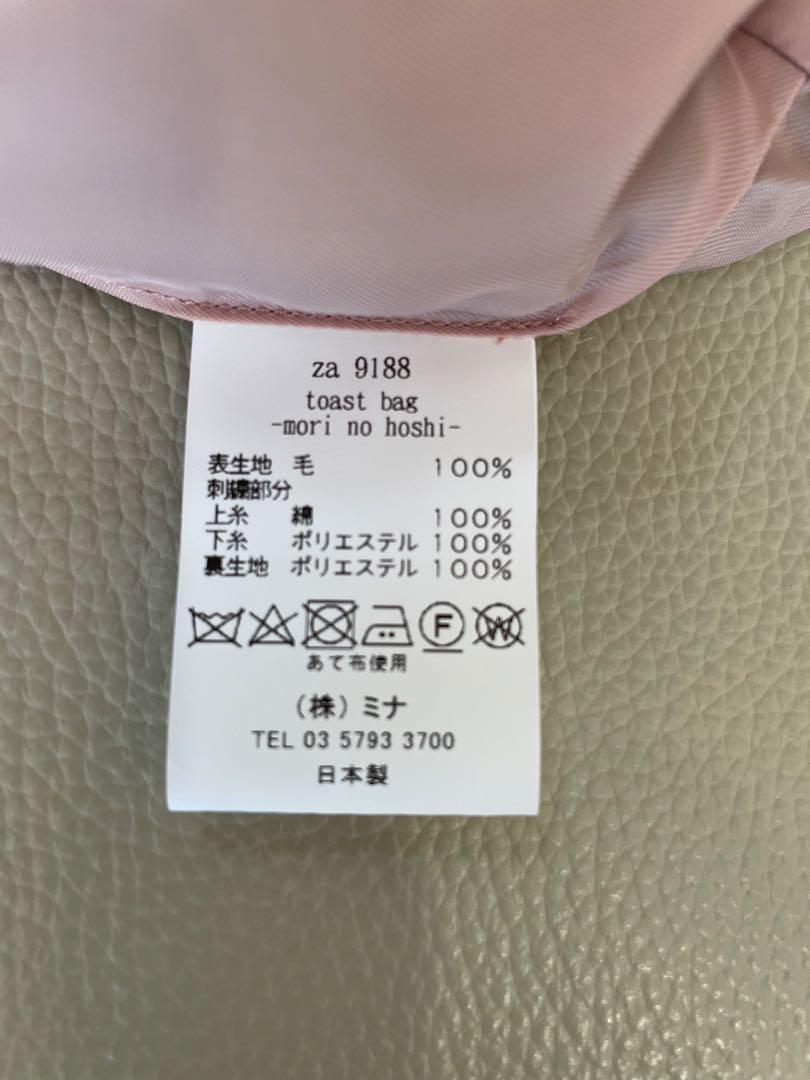 za 9188
toast bag
-mori no hoshi-
表生地 毛 100%
刺繍部分
上糸 綿 100%
下糸 ポリエステル 100%
裏生地 ポリエステル 100%
F W
あて布使用
(株)ミナ
TEL 03 5793 3700
日本製